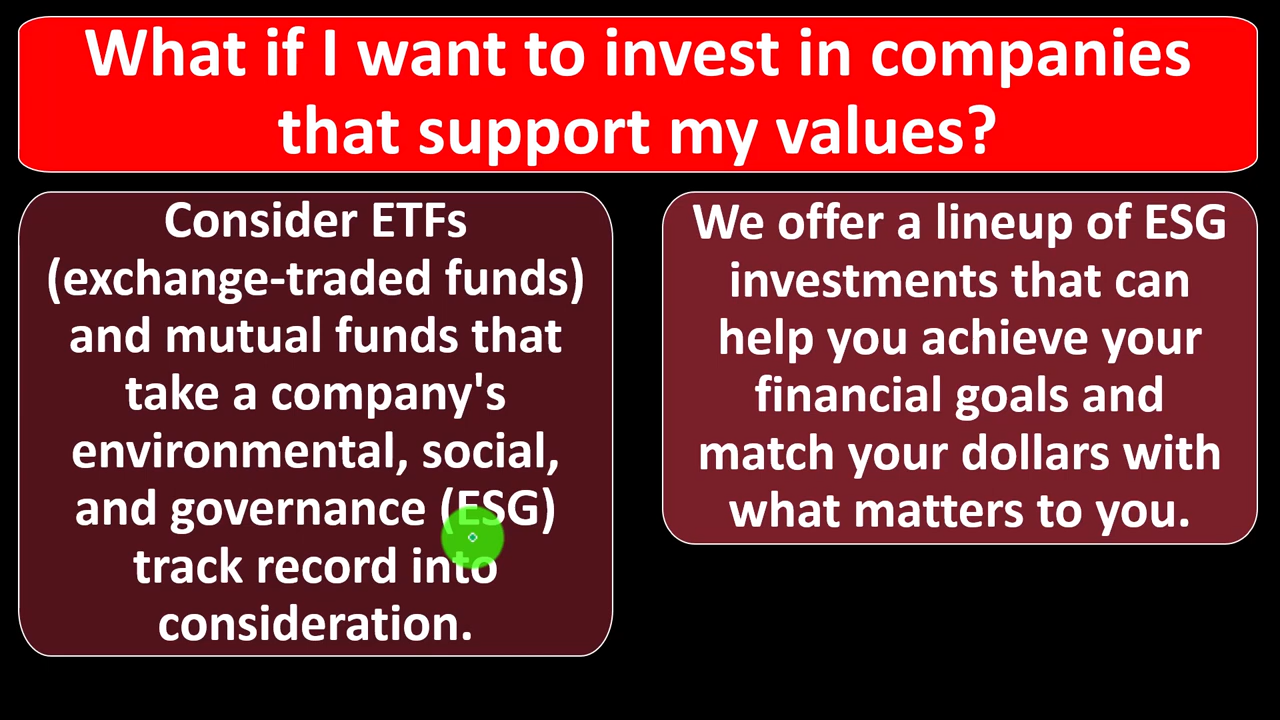 What if I want to invest in companies
that support my values?
Consider ETFs
(exchange-traded funds)
and mutual funds that
take a company's
environmental, social,
and governance (ESG)
track record into
consideration.
We offer a lineup of ESG
investments that can
help you achieve your
financial goals and
match your dollars with
what matters to you.